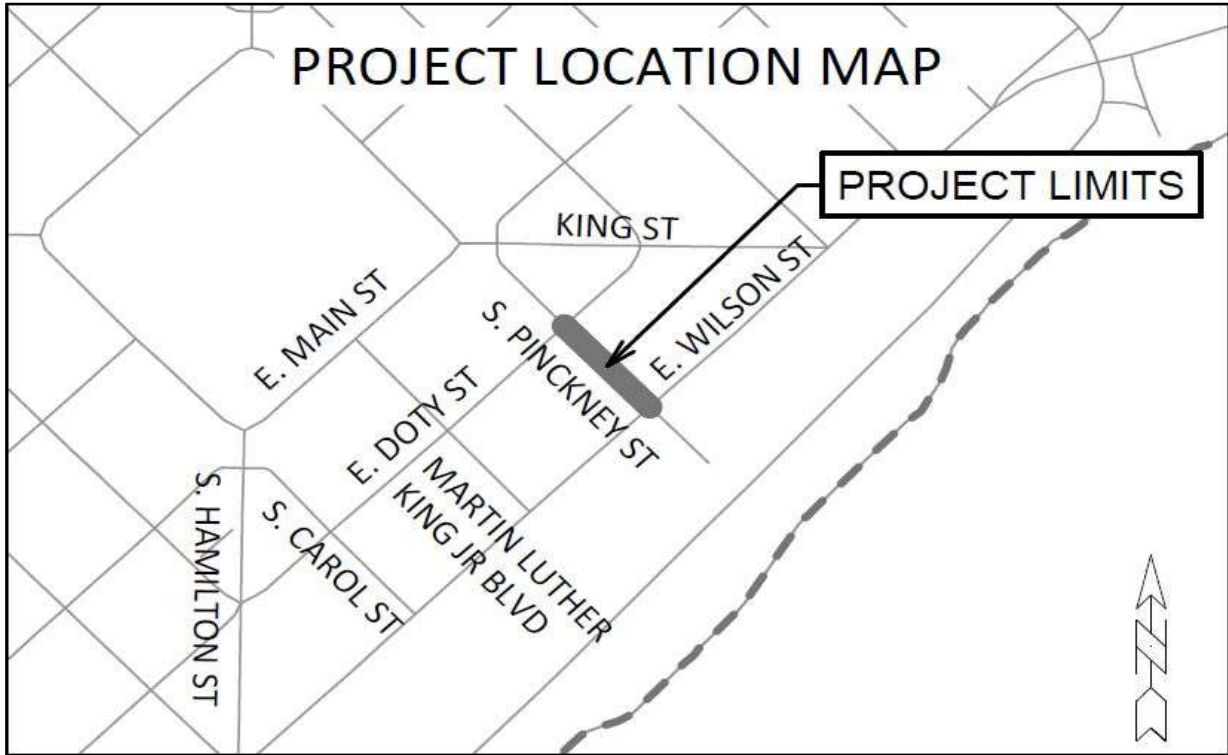 PROJECT LOCATION MAP
PROJECT LIMITS
KING ST
E. MAIN ST
E. WILSON ST
S. PINCKNEY ST
E. DOTY ST
MARTIN LUTHER
KING JR BLVD
S. CAROL ST
S. HAMILTON ST
N